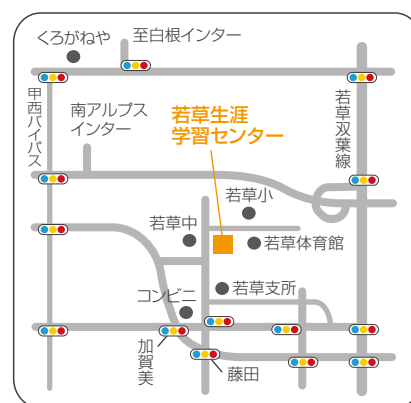 くろがねや
至白根インター
甲西バイパス
南アルプス
インター
若草生涯
学習センター
若草双葉線
若草小
若草中
若草体育館
若草支所
コンビニ
加賀美
藤田